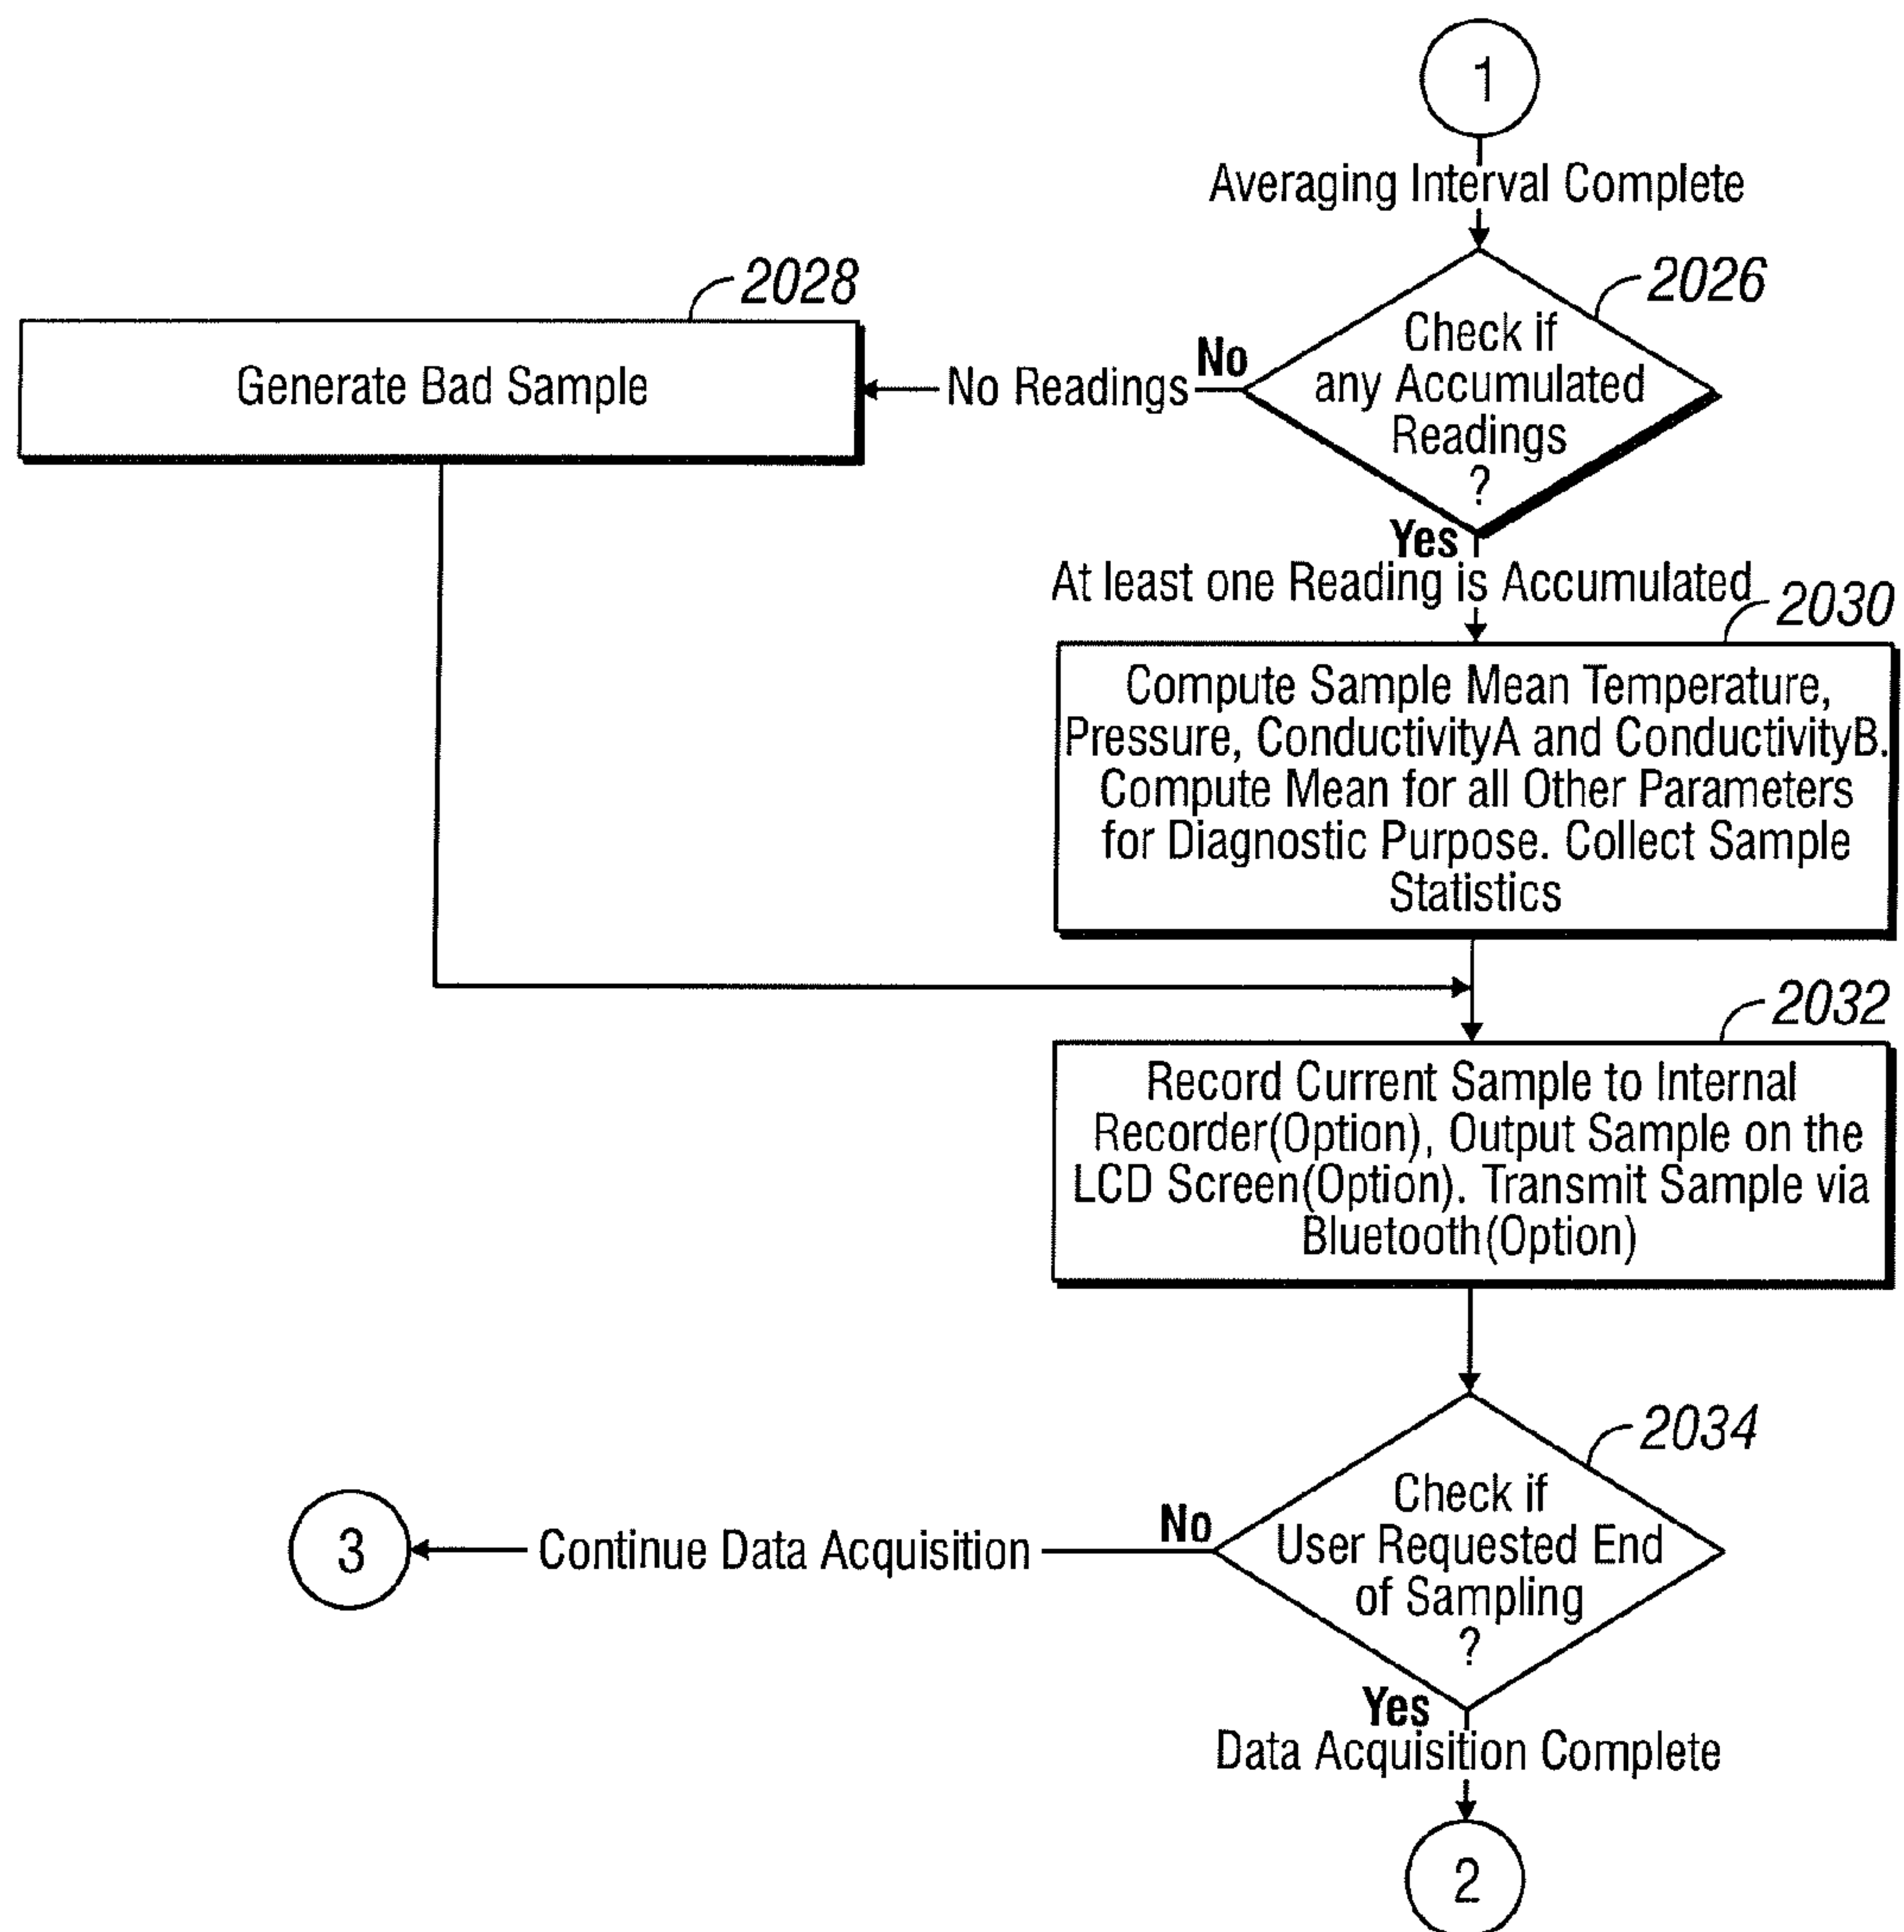 1
Averaging Interval Complete
2028
2026
Generate Bad Sample
No Readings
No
Check if
any Accumulated
Readings
?
Yes
At least one Reading is Accumulated
2030
Compute Sample Mean Temperature,
Pressure, ConductivityA and ConductivityB.
Compute Mean for all Other Parameters
for Diagnostic Purpose. Collect Sample
Statistics
2032
Record Current Sample to Internal
Recorder(Option), Output Sample on the
LCD Screen(Option). Transmit Sample via
Bluetooth(Option)
2034
Check if
User Requested End
of Sampling
?
No
Continue Data Acquisition
3
Yes
Data Acquisition Complete
2